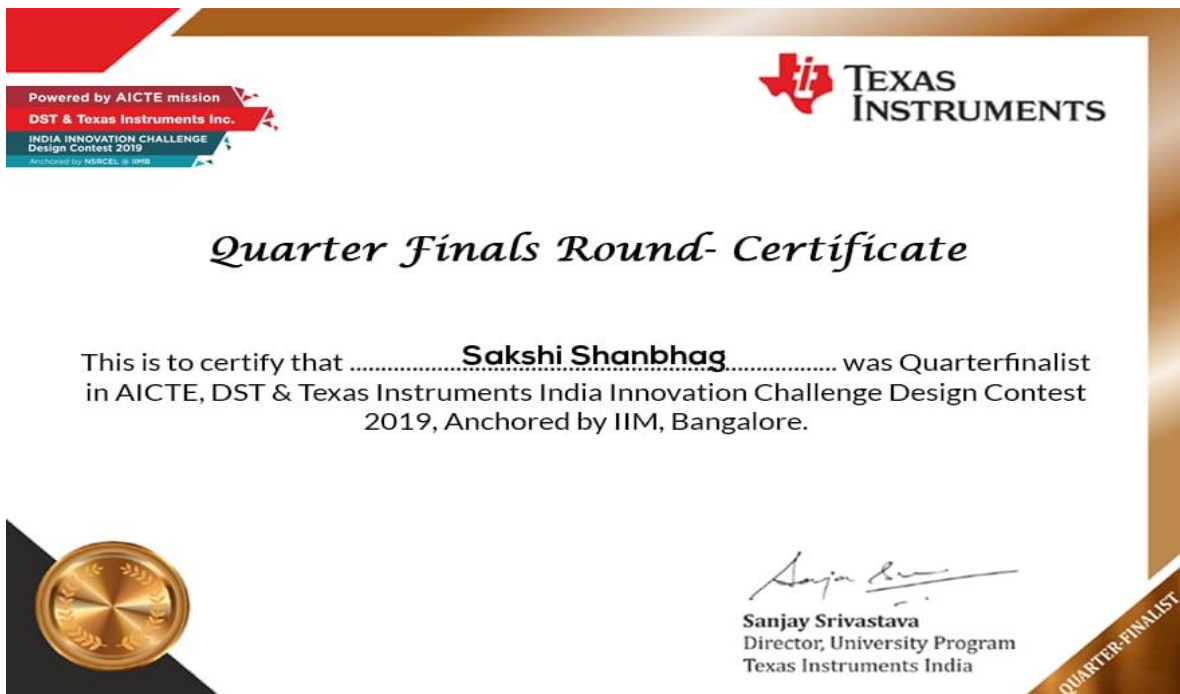 Powered by AICTE mission
DST & Texas Instruments Inc.
INDIA INNOVATION CHALLENGE
Design Contest 2019
Anchored by NSRCEL @ IIMB
TEXAS
INSTRUMENTS
Quarter Finals Round- Certificate
This is to certify that ..................Sakshi Shanbhag.................. was Quarterfinalist
in AICTE, DST & Texas Instruments India Innovation Challenge Design Contest
2019, Anchored by IIM, Bangalore.
Sanjay Srivastava
Director, University Program
Texas Instruments India
QUARTER-FINALIST